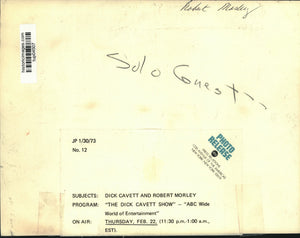 Robert Morley
Solo Guest --
JP 1/30/73
No. 12
PHOTO
RELEASE
SUBJECTS: DICK CAVETT AND ROBERT MORLEY
PROGRAM: "THE DICK CAVETT SHOW" – "ABC Wide
World of Entertainment"
ON AIR: THURSDAY, FEB. 22, (11:30 p.m.-1:00 a.m.,
EST).